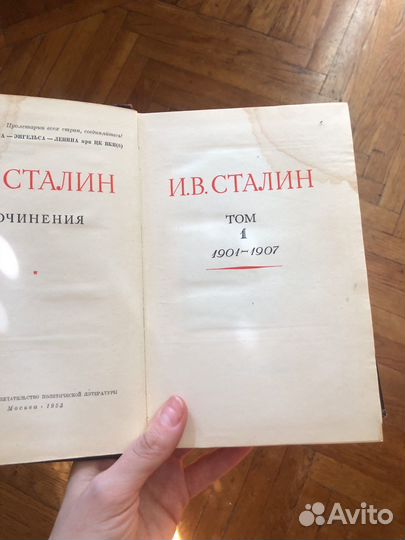 Пролетарии всех стран, соединяйтесь!
ЭНГЕЛЬСА — ЛЕНИНА при ЦК ВКП(б)
СТАЛИН
ОЧИНЕНИЯ
ИЗДАТЕЛЬСТВО ПОЛИТИЧЕСКОЙ ЛИТЕРАТУРЫ
Москва · 1952
И.В.СТАЛИН
ТОМ
1
1901–1907
Avito